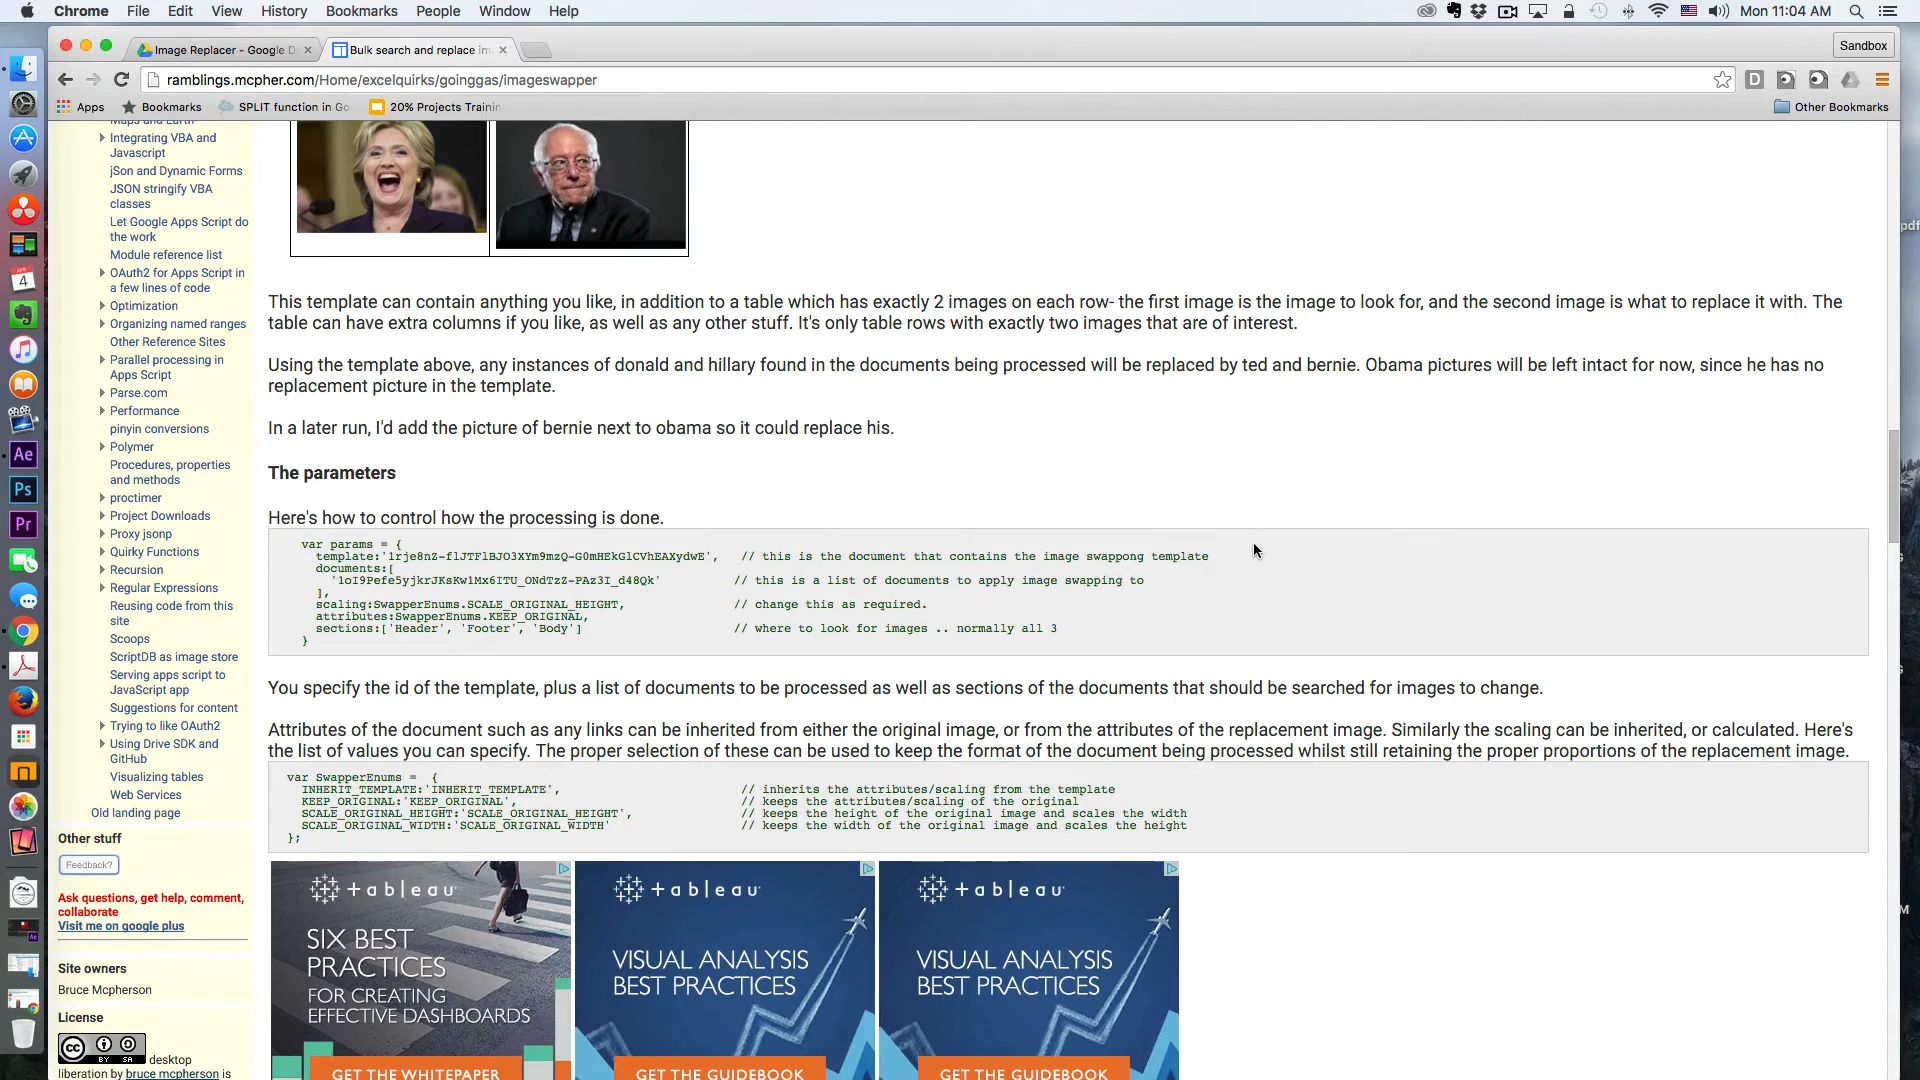 Chrome File Edit View History Bookmarks People Window Help
Mon 11:04 AM
Image Replacer - Google D
Bulk search and replace im
Sandbox
ramblings.mcpher.com/Home/excelquirks/goinggas/imageswapper
Apps
Bookmarks
SPLIT function in Go
20% Projects Trainin
Other Bookmarks
Maps and Earth
Integrating VBA and
Javascript
jSon and Dynamic Forms
JSON stringify VBA
classes
Let Google Apps Script do
the work
Module reference list
OAuth2 for Apps Script in
a few lines of code
Optimization
Organizing named ranges
Other Reference Sites
Parallel processing in
Apps Script
Parse.com
Performance
pinyin conversions
Polymer
Procedures, properties
and methods
proctimer
Project Downloads
Proxy jsonp
Quirky Functions
Recursion
Regular Expressions
Reusing code from this
site
Scoops
ScriptDB as image store
Serving apps script to
JavaScript app
Suggestions for content
Trying to like OAuth2
Using Drive SDK and
GitHub
Visualizing tables
Web Services
Old landing page
Other stuff
Feedback?
Ask questions, get help, comment,
collaborate
Visit me on google plus
Site owners
Bruce Mcpherson
License
cc BY SA desktop
liberation by bruce mcpherson is
This template can contain anything you like, in addition to a table which has exactly 2 images on each row- the first image is the image to look for, and the second image is what to replace it with. The
table can have extra columns if you like, as well as any other stuff. It's only table rows with exactly two images that are of interest.
Using the template above, any instances of donald and hillary found in the documents being processed will be replaced by ted and bernie. Obama pictures will be left intact for now, since he has no
replacement picture in the template.
In a later run, I'd add the picture of bernie next to obama so it could replace his.
The parameters
Here's how to control how the processing is done.
var params = {
template:'1rje8nZ-flJTFlBJO3XYm9mzQ-G0mHEkGlCVhEAXydwE', // this is the document that contains the image swappong template
documents:[
'1oI9Pefe5yjkrJKsKw1Mx6ITU_ONdTzZ-PAz3I_d48Qk' // this is a list of documents to apply image swapping to
],
scaling:SwapperEnums.SCALE_ORIGINAL_HEIGHT, // change this as required.
attributes:SwapperEnums.KEEP_ORIGINAL,
sections:['Header', 'Footer', 'Body'] // where to look for images .. normally all 3
}
You specify the id of the template, plus a list of documents to be processed as well as sections of the documents that should be searched for images to change.
Attributes of the document such as any links can be inherited from either the original image, or from the attributes of the replacement image. Similarly the scaling can be inherited, or calculated. Here's
the list of values you can specify. The proper selection of these can be used to keep the format of the document being processed whilst still retaining the proper proportions of the replacement image.
var SwapperEnums = {
INHERIT_TEMPLATE:'INHERIT_TEMPLATE', // inherits the attributes/scaling from the template
KEEP_ORIGINAL:'KEEP_ORIGINAL', // keeps the attributes/scaling of the original
SCALE_ORIGINAL_HEIGHT:'SCALE_ORIGINAL_HEIGHT', // keeps the height of the original image and scales the width
SCALE_ORIGINAL_WIDTH:'SCALE_ORIGINAL_WIDTH' // keeps the width of the original image and scales the height
};
+ableau
SIX BEST
PRACTICES
FOR CREATING
EFFECTIVE DASHBOARDS
GET THE WHITEPAPER
+ableau
VISUAL ANALYSIS
BEST PRACTICES
GET THE GUIDEBOOK
+ableau
VISUAL ANALYSIS
BEST PRACTICES
GET THE GUIDEBOOK
Ae
Ps
Pr
4
pdf